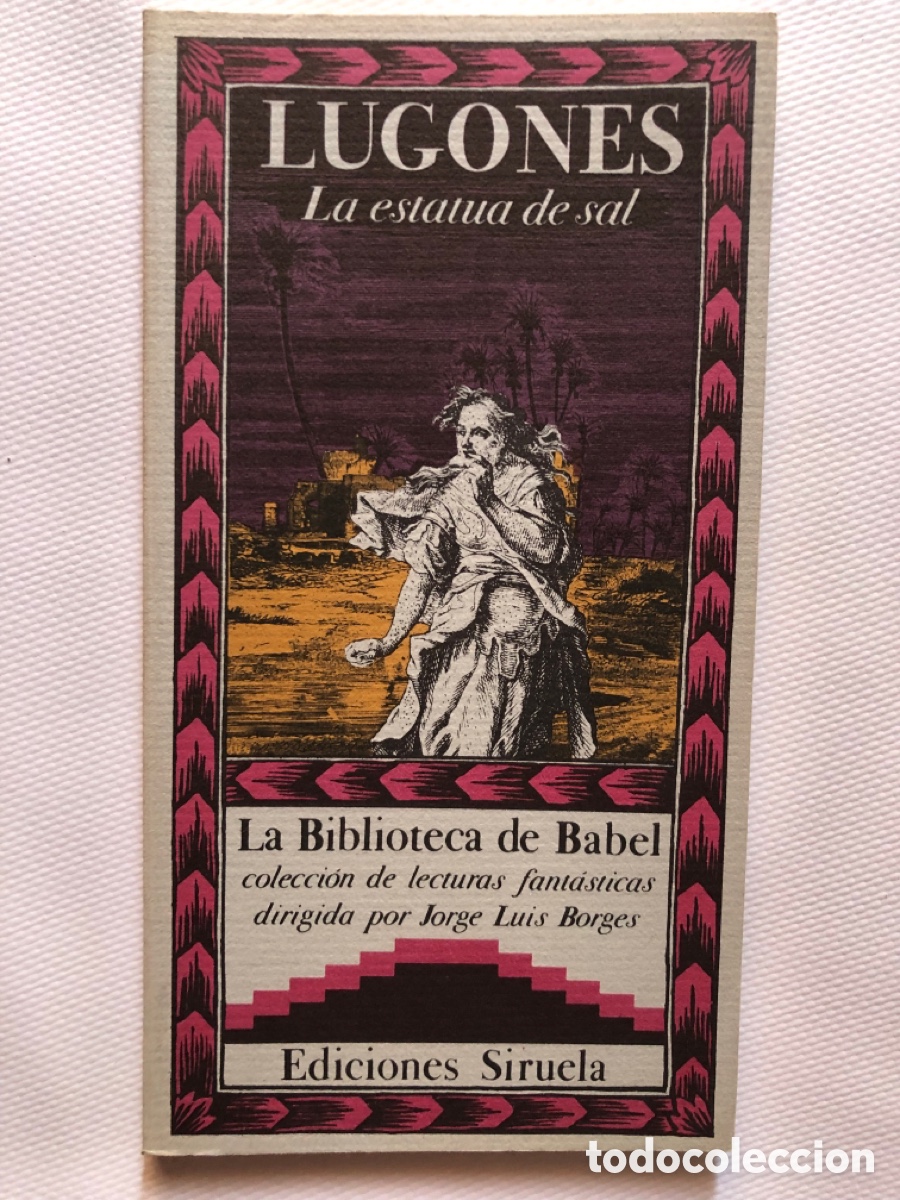 LUGONES
La estatua de sal
La Biblioteca de Babel
colección de lecturas fantásticas
dirigida por Jorge Luis Borges
Ediciones Siruela
todocoleccion